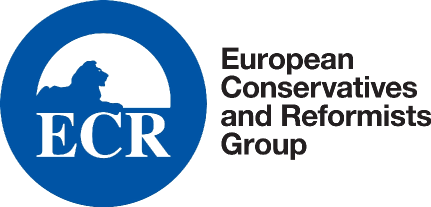 ECR
European
Conservatives
and Reformists
Group